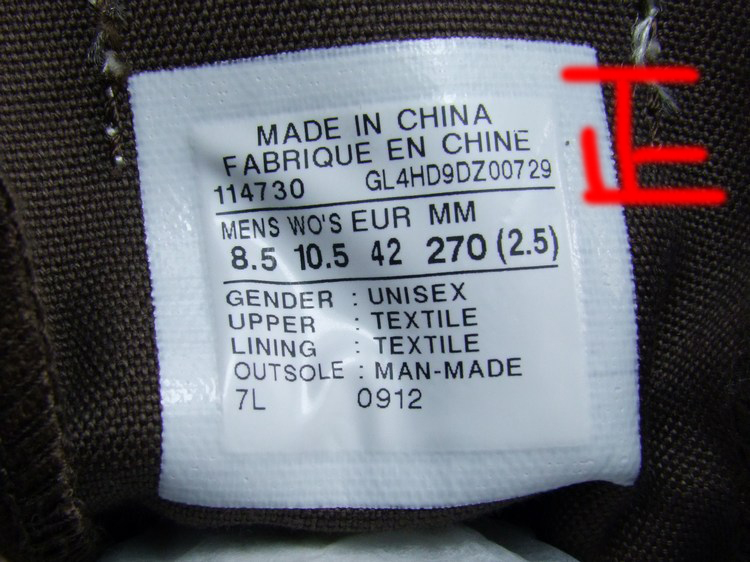 MADE IN CHINA
FABRIQUE EN CHINE
114730 GL4HD9DZ00729
MENS WO'S EUR MM
8.5 10.5 42 270 (2.5)
GENDER : UNISEX
UPPER : TEXTILE
LINING : TEXTILE
OUTSOLE : MAN-MADE
7L 0912
正